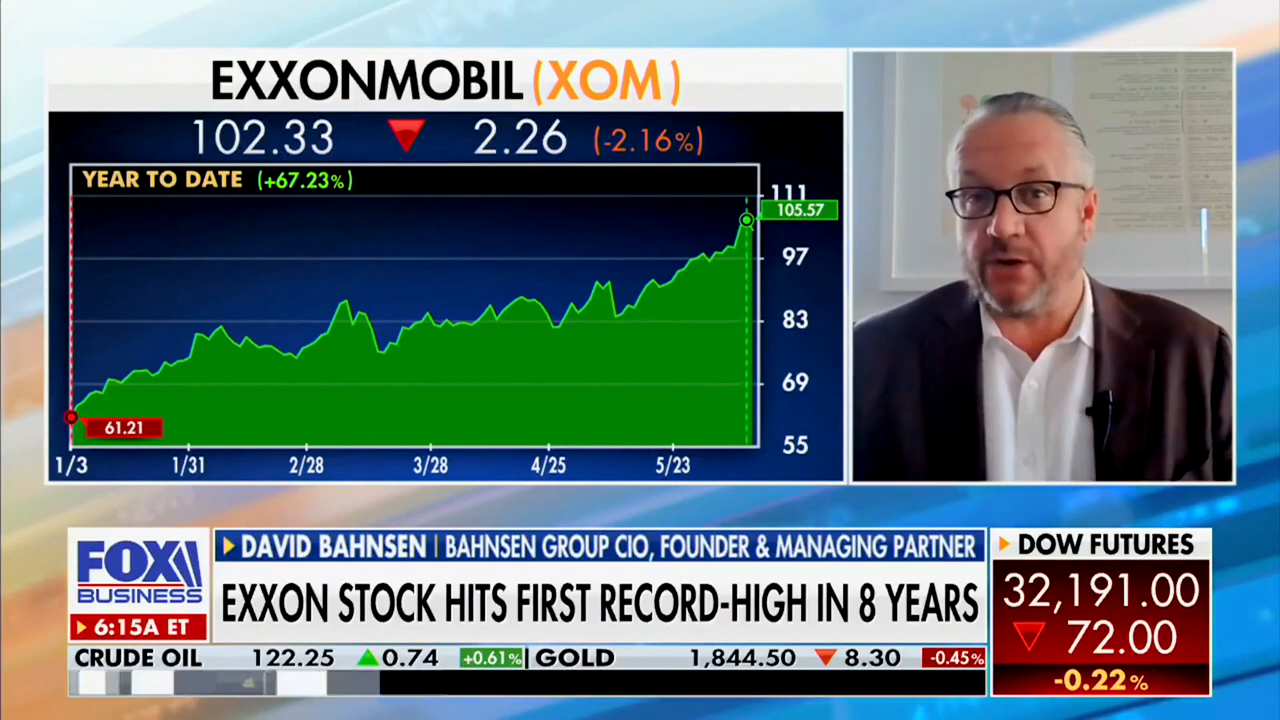 EXXONMOBIL (XOM)
102.33 ▼ 2.26 (-2.16%)
YEAR TO DATE (+67.23%)
111
105.57
97
83
69
61.21
55
1/3 1/31 2/28 3/28 4/25 5/23
DAVID BAHNSEN | BAHNSEN GROUP CIO, FOUNDER & MANAGING PARTNER
EXXON STOCK HITS FIRST RECORD-HIGH IN 8 YEARS
FOX
BUSINESS
6:15A ET
CRUDE OIL 122.25 ▲ 0.74 +0.61% GOLD 1,844.50 ▼ 8.30 -0.45%
DOW FUTURES
32,191.00
▼ 72.00
-0.22%